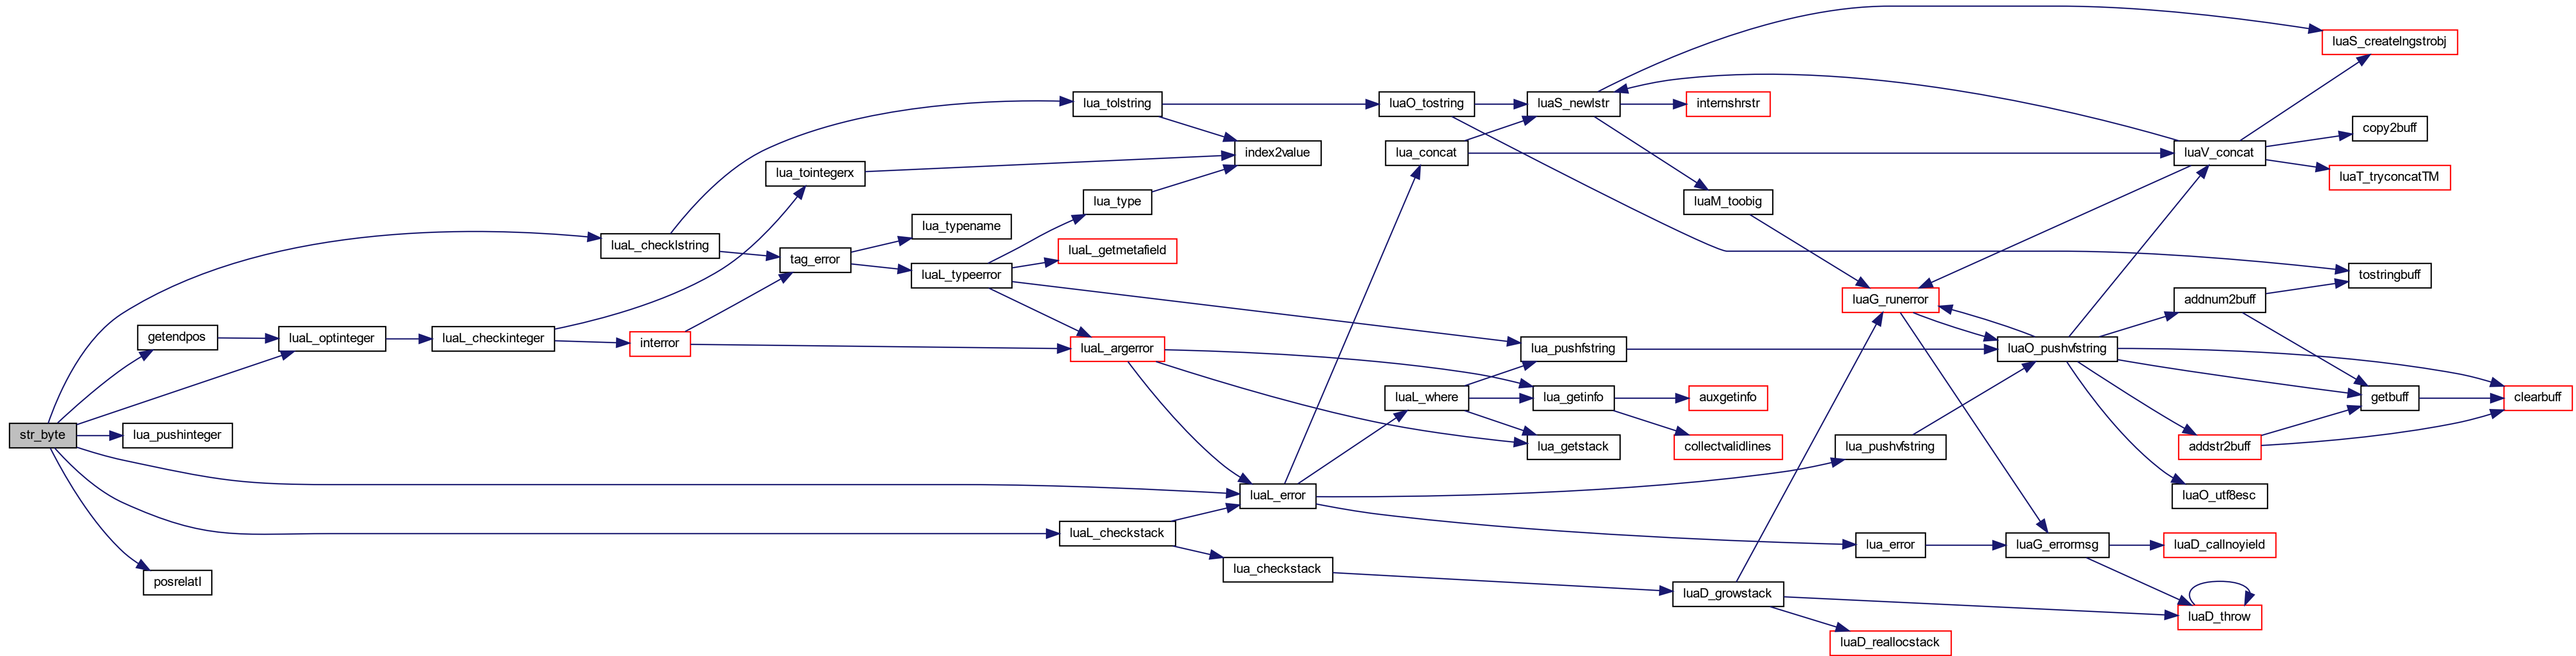 str_byte
getendpos
lua_pushinteger
posrelatI
luaL_optinteger
luaL_checkinteger
luaL_checklstring
interror
lua_tointegerx
tag_error
lua_typename
luaL_typeerror
lua_tolstring
lua_type
luaL_getmetafield
luaL_argerror
luaL_checkstack
index2value
luaL_error
lua_checkstack
luaO_tostring
lua_concat
luaL_where
luaS_newlstr
lua_pushfstring
lua_getinfo
lua_getstack
internshrstr
luaM_toobig
auxgetinfo
collectvalidlines
luaD_growstack
luaG_runerror
lua_pushvfstring
lua_error
luaD_reallocstack
luaO_pushvfstring
luaG_errormsg
luaV_concat
addnum2buff
addstr2buff
luaO_utf8esc
luaD_callnoyield
luaD_throw
luaS_createlngstrobj
copy2buff
luaT_tryconcatTM
tostringbuff
getbuff
clearbuff